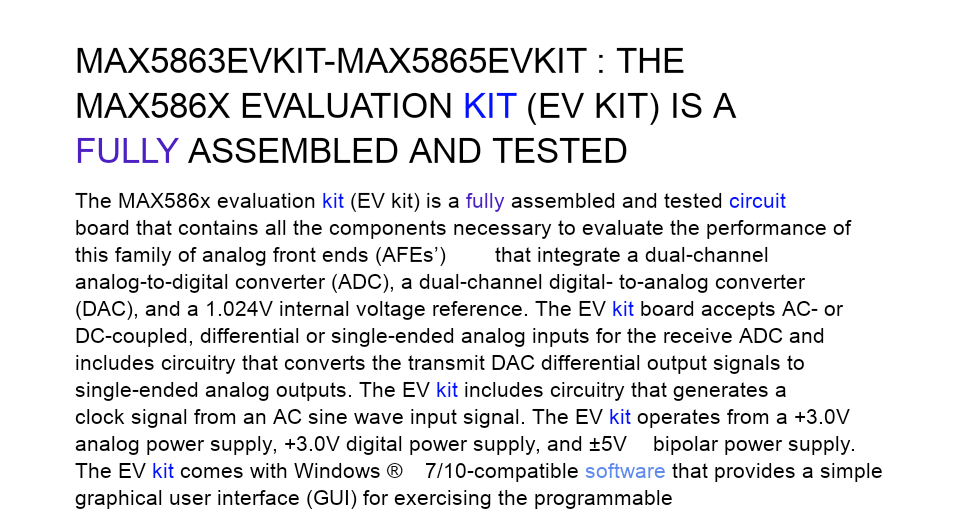 MAX5863EVKIT-MAX5865EVKIT : THE
MAX586X EVALUATION KIT (EV KIT) IS A
FULLY ASSEMBLED AND TESTED
The MAX586x evaluation kit (EV kit) is a fully assembled and tested circuit
board that contains all the components necessary to evaluate the performance of
this family of analog front ends (AFEs’) that integrate a dual-channel
analog-to-digital converter (ADC), a dual-channel digital- to-analog converter
(DAC), and a 1.024V internal voltage reference. The EV kit board accepts AC- or
DC-coupled, differential or single-ended analog inputs for the receive ADC and
includes circuitry that converts the transmit DAC differential output signals to
single-ended analog outputs. The EV kit includes circuitry that generates a
clock signal from an AC sine wave input signal. The EV kit operates from a +3.0V
analog power supply, +3.0V digital power supply, and ±5V bipolar power supply.
The EV kit comes with Windows ® 7/10-compatible software that provides a simple
graphical user interface (GUI) for exercising the programmable